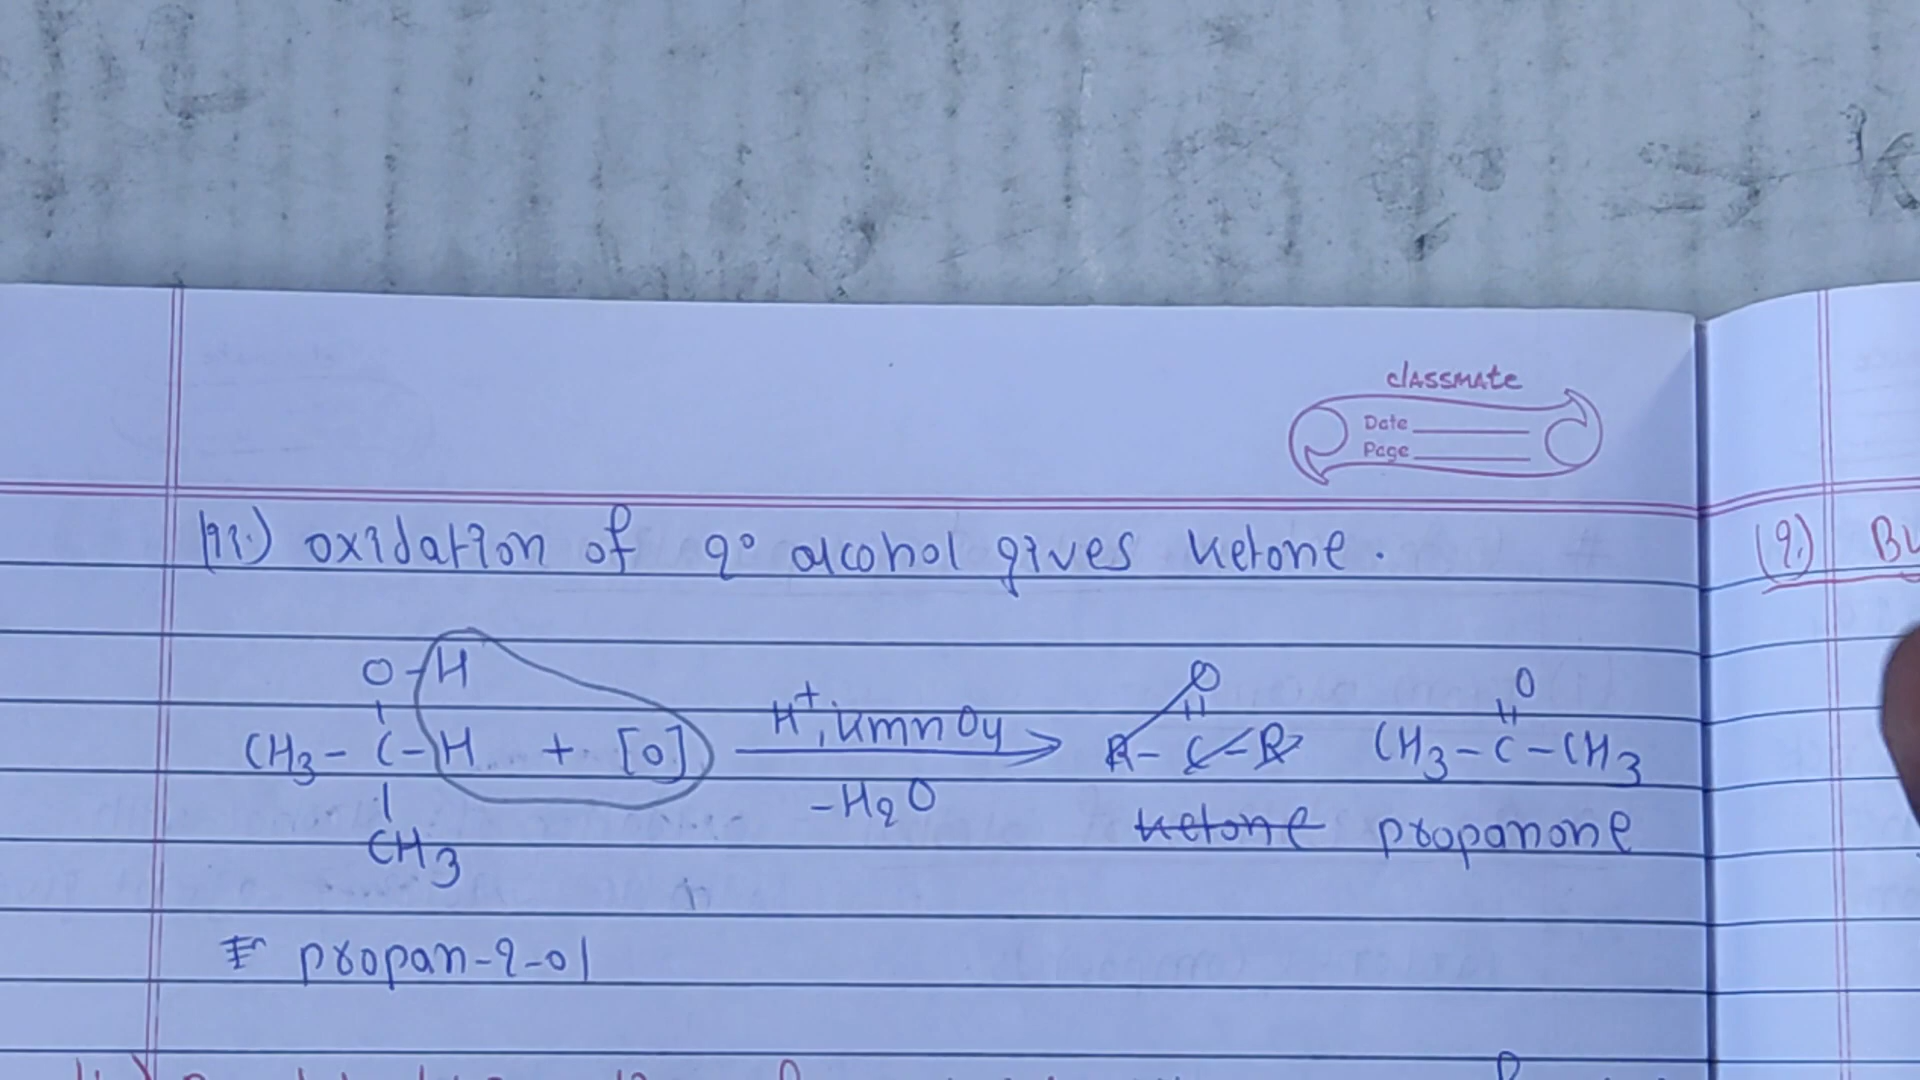 classmate
Date
Page
(ii.) oxidation of 2° alcohol gives ketone.
O-H
CH3 - C - H + [O] H+, KMnO4 -H2O → R - C - R O CH3 - C - CH3 O
CH3
ketone propanone
propan-2-ol
(2.)